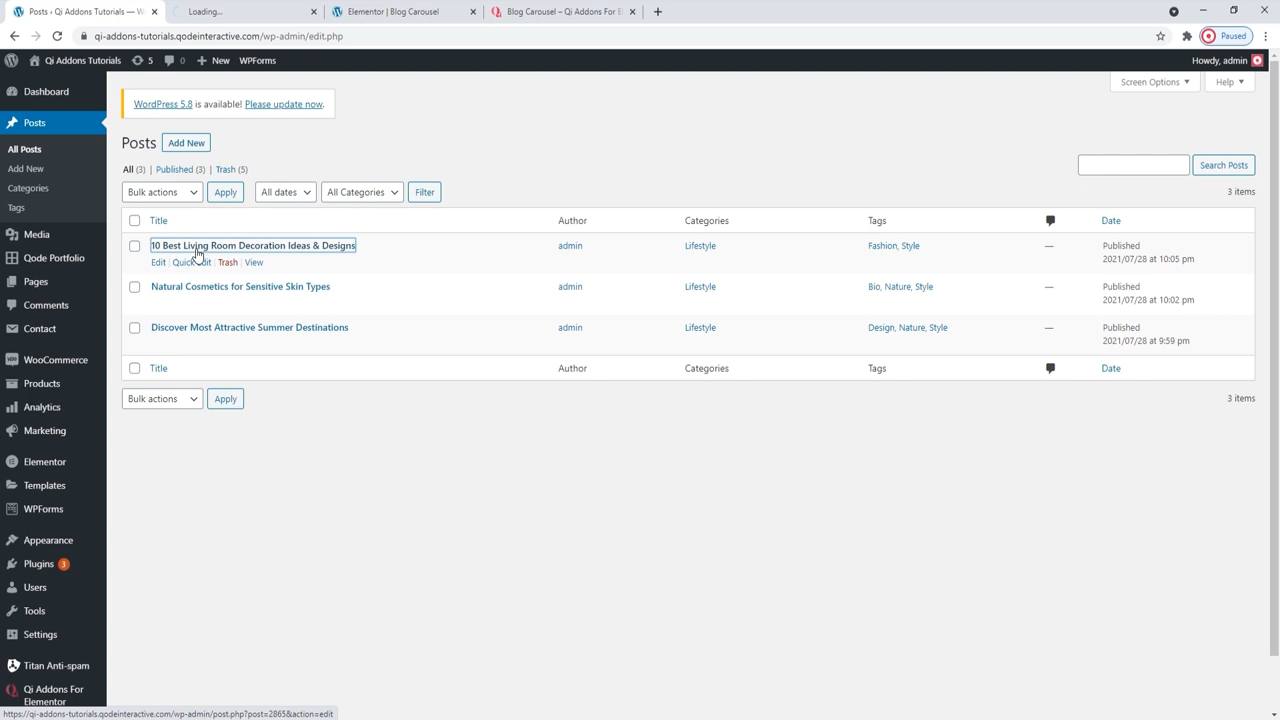 Posts ‹ Qi Addons Tutorials — W
Loading...
Elementor | Blog Carousel
Blog Carousel – Qi Addons For E
qi-addons-tutorials.qodeinteractive.com/wp-admin/edit.php
Paused
Qi Addons Tutorials 5 0 New WPForms
Howdy, admin
Dashboard
Posts
All Posts
Add New
Categories
Tags
Media
Qode Portfolio
Pages
Comments
Contact
WooCommerce
Products
Analytics
Marketing
Elementor
Templates
WPForms
Appearance
Plugins 3
Users
Tools
Settings
Titan Anti-spam
Qi Addons For
Elementor
Screen Options Help
WordPress 5.8 is available! Please update now.
Posts Add New
All (3) | Published (3) | Trash (5)
Search Posts
Bulk actions Apply All dates All Categories Filter
3 items
Title Author Categories Tags Date
10 Best Living Room Decoration Ideas & Designs admin Lifestyle Fashion, Style — Published
Edit | Quick Edit | Trash | View 2021/07/28 at 10:05 pm
Natural Cosmetics for Sensitive Skin Types admin Lifestyle Bio, Nature, Style — Published
2021/07/28 at 10:02 pm
Discover Most Attractive Summer Destinations admin Lifestyle Design, Nature, Style — Published
2021/07/28 at 9:59 pm
Title Author Categories Tags Date
Bulk actions Apply
3 items
https://qi-addons-tutorials.qodeinteractive.com/wp-admin/post.php?post=2865&action=edit